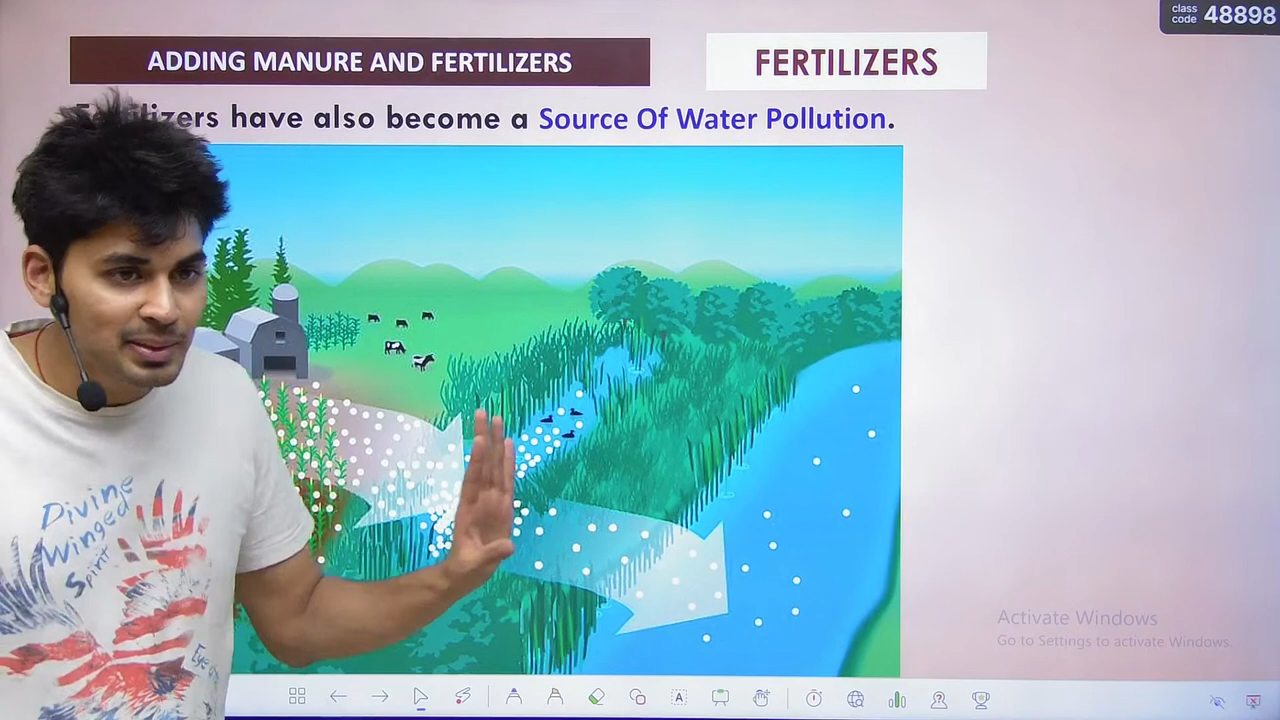 class
code 48898
ADDING MANURE AND FERTILIZERS
FERTILIZERS
Fertilizers have also become a Source Of Water Pollution.
Divine
Winged
Spirit
Activate Windows
Go to Settings to activate Windows.
A